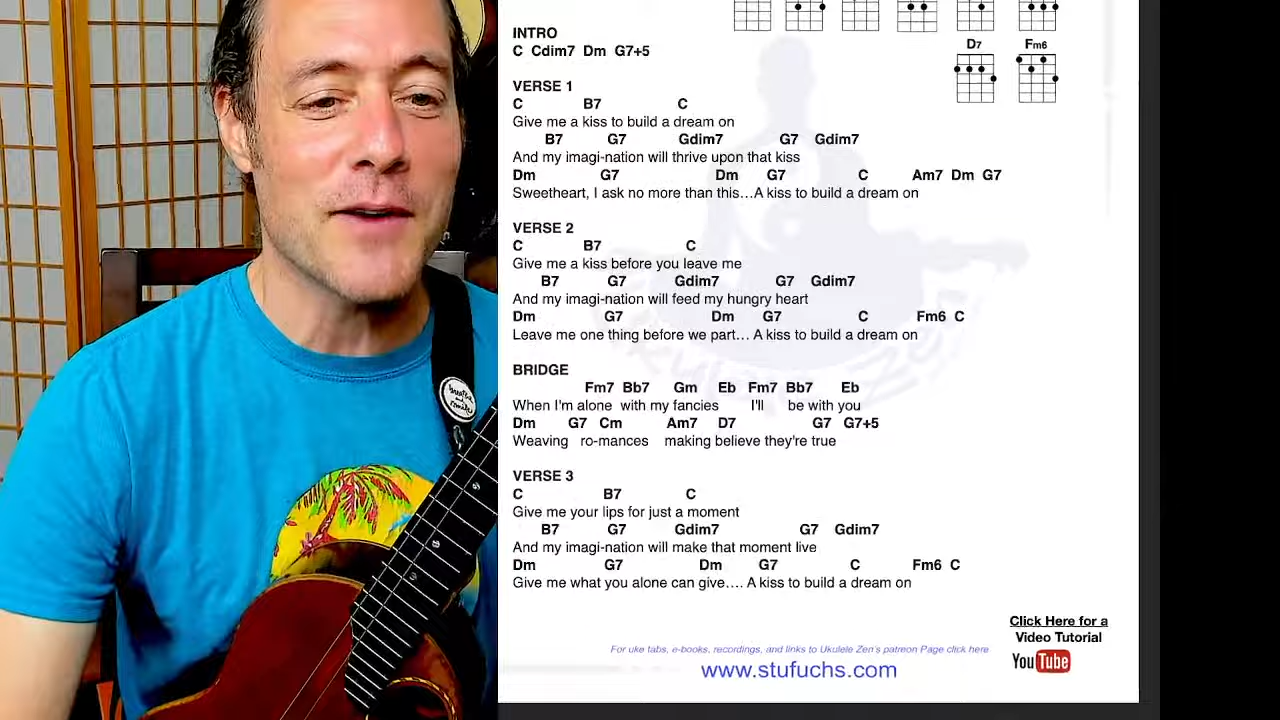 INTRO
C Cdim7 Dm G7+5
D7 Fm6
VERSE 1
C B7 C
Give me a kiss to build a dream on
B7 G7 Gdim7 G7 Gdim7
And my imagi-nation will thrive upon that kiss
Dm G7 Dm G7 C Am7 Dm G7
Sweetheart, I ask no more than this...A kiss to build a dream on
VERSE 2
C B7 C
Give me a kiss before you leave me
B7 G7 Gdim7 G7 Gdim7
And my imagi-nation will feed my hungry heart
Dm G7 Dm G7 C Fm6 C
Leave me one thing before we part... A kiss to build a dream on
BRIDGE
Fm7 Bb7 Gm Eb Fm7 Bb7 Eb
When I'm alone with my fancies I'll be with you
Dm G7 Cm Am7 D7 G7 G7+5
Weaving ro-mances making believe they're true
VERSE 3
C B7 C
Give me your lips for just a moment
B7 G7 Gdim7 G7 Gdim7
And my imagi-nation will make that moment live
Dm G7 Dm G7 C Fm6 C
Give me what you alone can give.... A kiss to build a dream on
Click Here for a
Video Tutorial
YouTube
For uke tabs, e-books, recordings, and links to Ukulele Zen's patreon Page click here
www.stufuchs.com